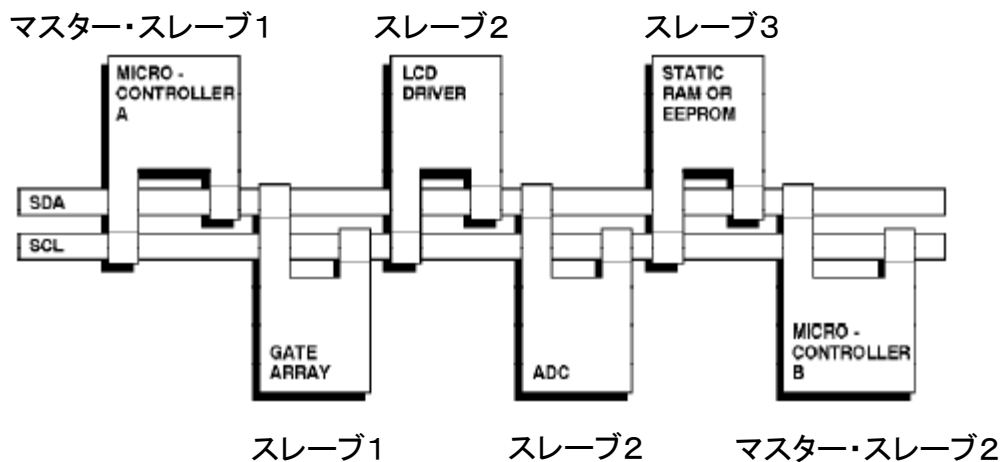 マスター・スレーブ1
スレーブ2
スレーブ3
MICRO -
CONTROLLER
A
LCD
DRIVER
STATIC
RAM OR
EEPROM
SDA
SCL
GATE
ARRAY
ADC
MICRO -
CONTROLLER
B
スレーブ1
スレーブ2
マスター・スレーブ2